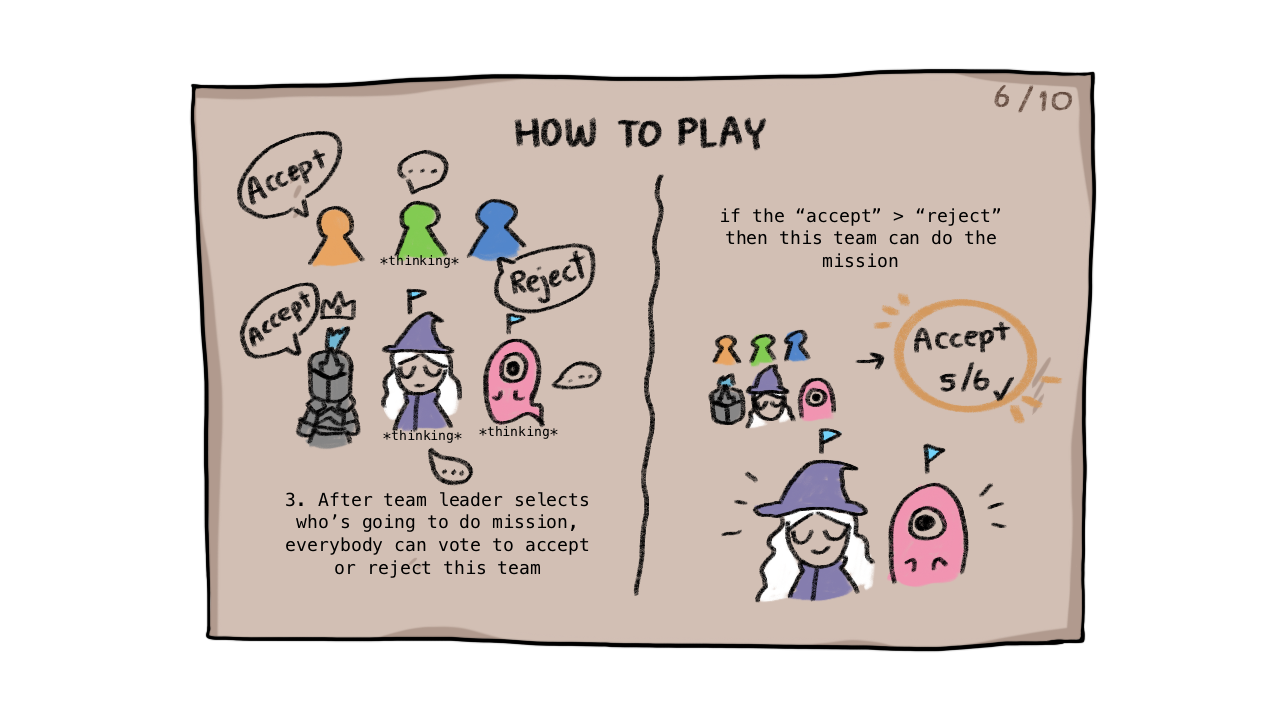 6/10
HOW TO PLAY
Accept
...
*thinking*
Reject
Accept
...
*thinking*
*thinking*
...
3. After team leader selects
who’s going to do mission,
everybody can vote to accept
or reject this team
if the “accept” > “reject”
then this team can do the
mission
Accept
5/6✓